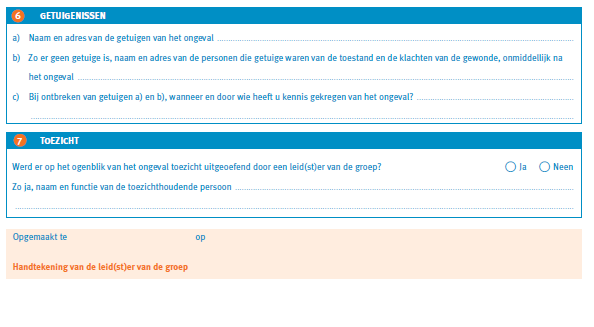 6 GETUIGENISSEN
a) Naam en adres van de getuigen van het ongeval
b) Zo er geen getuige is, naam en adres van de personen die getuige waren van de toestand en de klachten van de gewonde, onmiddellijk na
het ongeval
c) Bij ontbreken van getuigen a) en b), wanneer en door wie heeft u kennis gekregen van het ongeval?
7 TOEZICHT
Werd er op het ogenblik van het ongeval toezicht uitgeoefend door een leid(st)er van de groep? Ja Neen
Zo ja, naam en functie van de toezichthoudende persoon
Opgemaakt te op
Handtekening van de leid(st)er van de groep